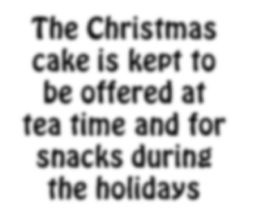 The Christmas
cake is kept to
be offered at
tea time and for
snacks during
the holidays